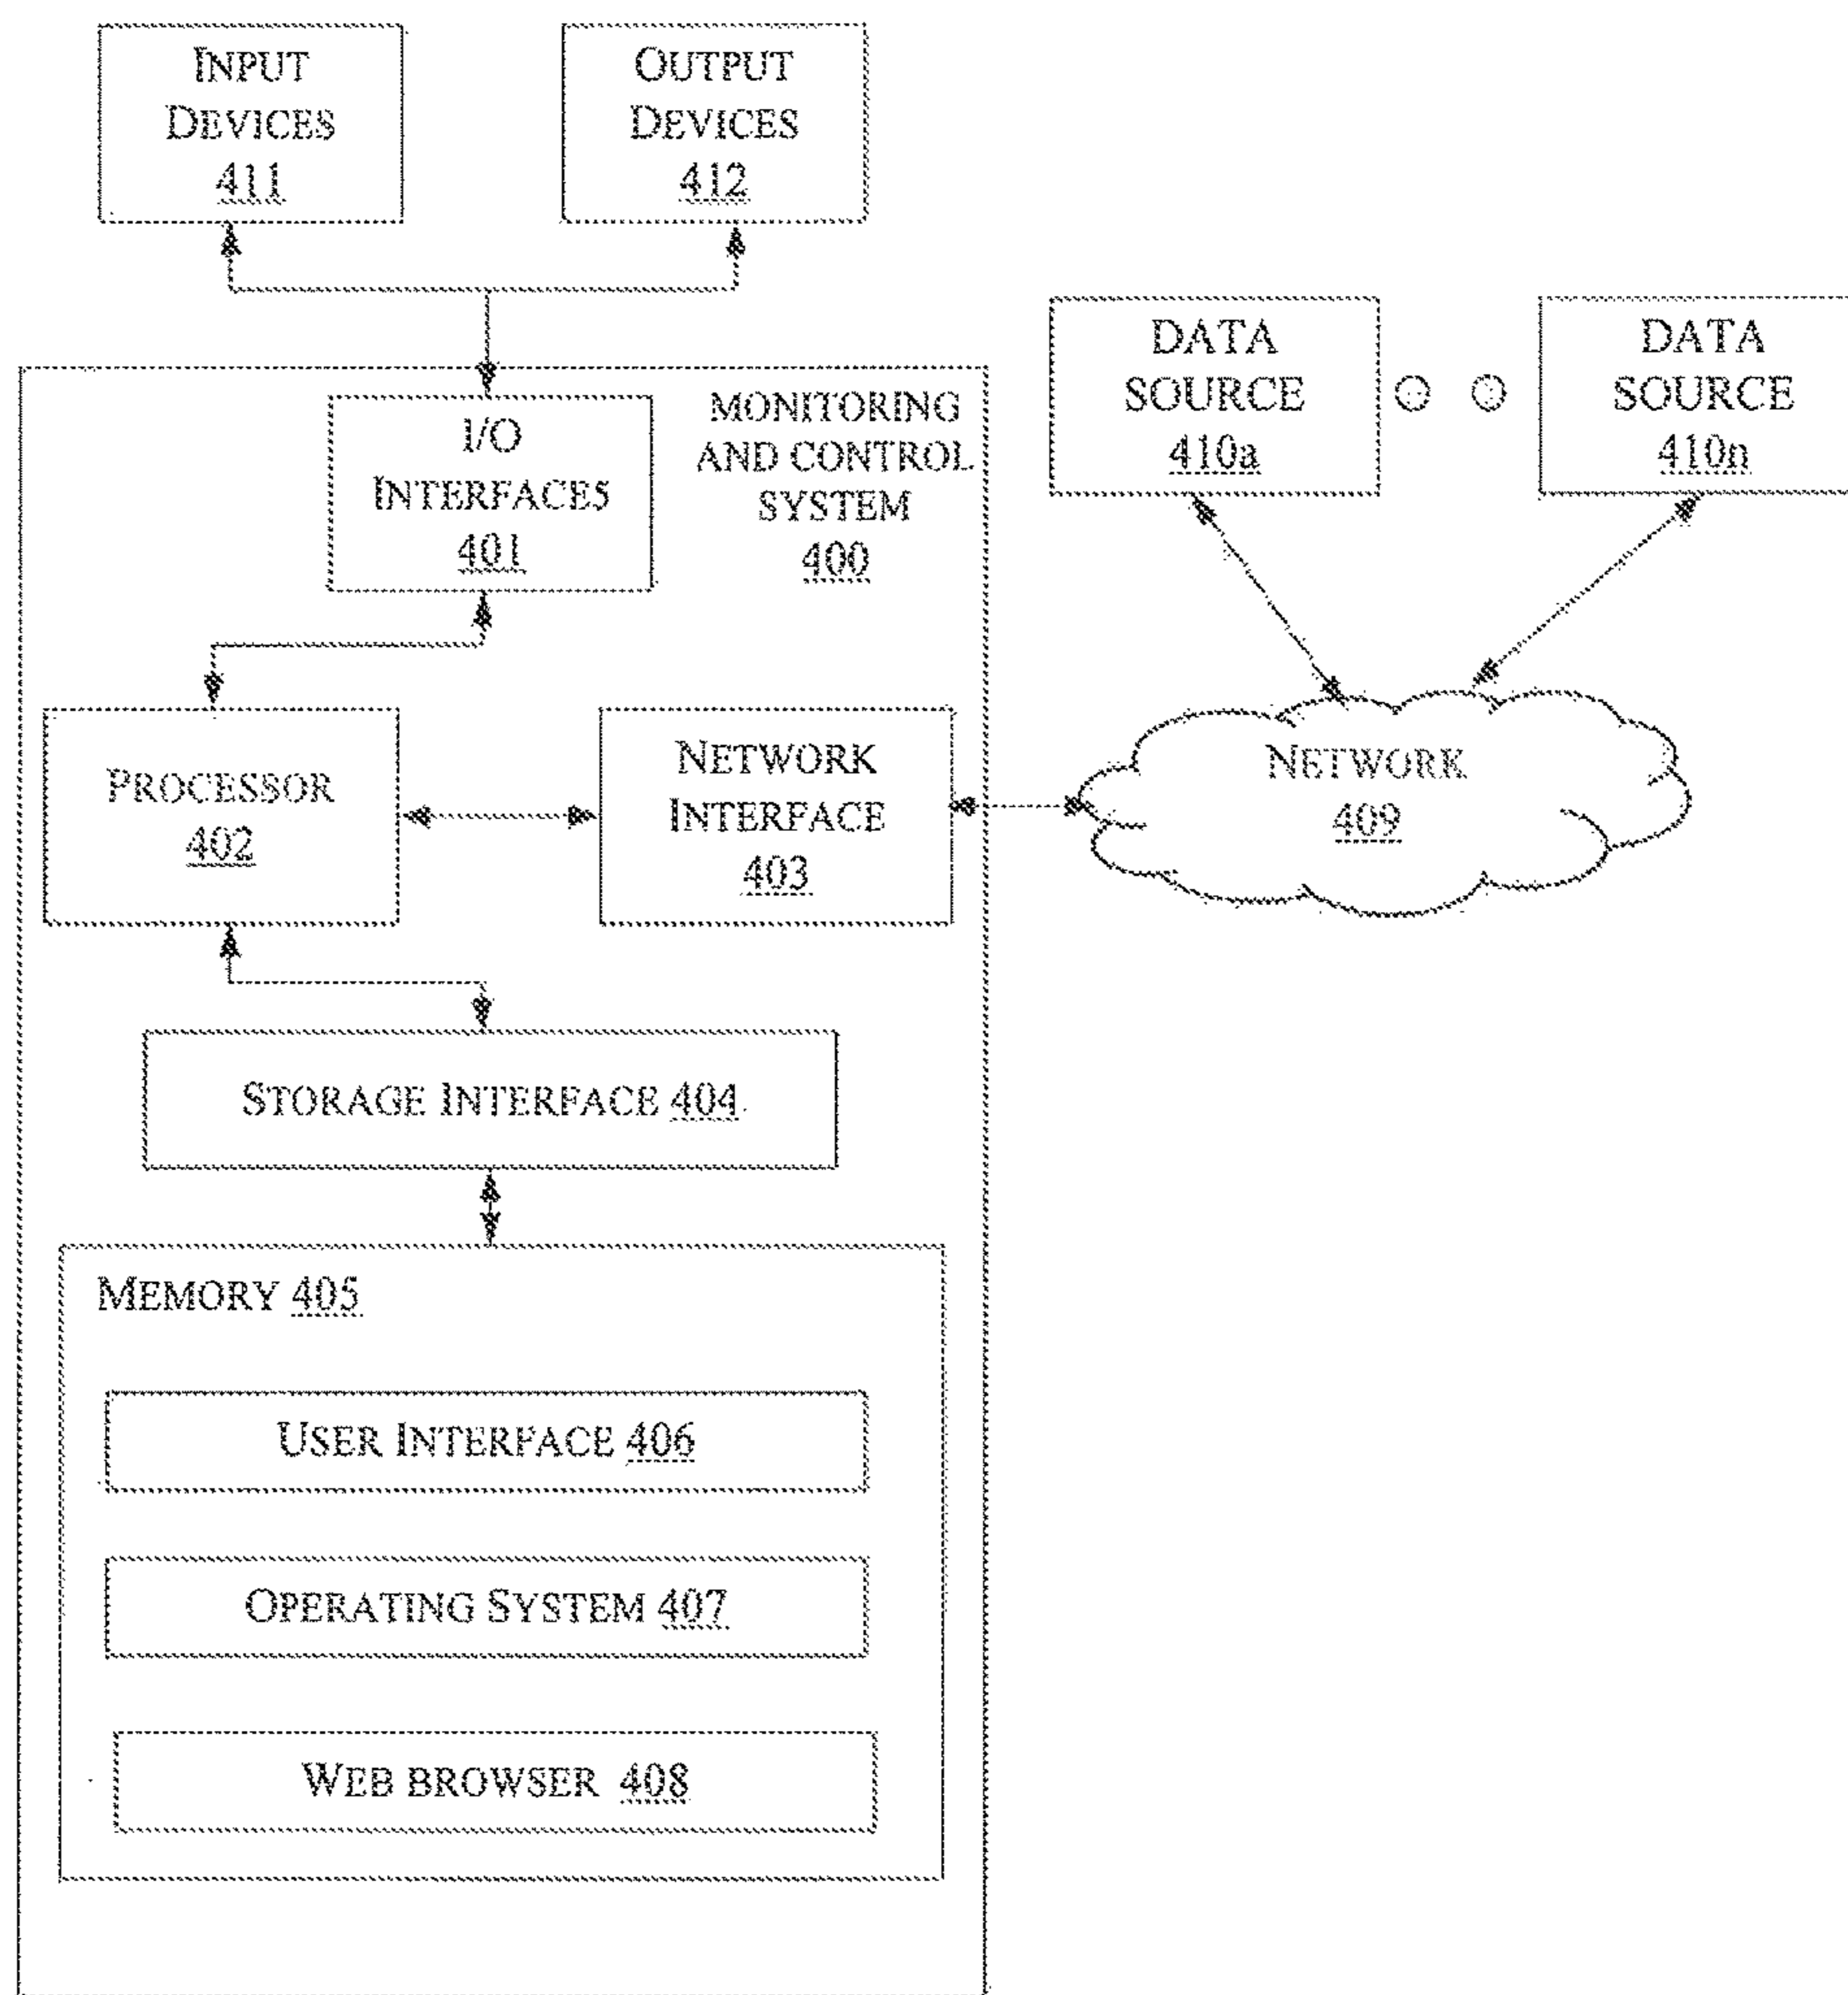 INPUT
DEVICES
411
OUTPUT
DEVICES
412
DATA
SOURCE
410a
DATA
SOURCE
410n
MONITORING
AND CONTROL
SYSTEM
400
I/O
INTERFACES
401
PROCESSOR
402
NETWORK
INTERFACE
403
NETWORK
409
STORAGE INTERFACE 404
MEMORY 405
USER INTERFACE 406
OPERATING SYSTEM 407
WEB BROWSER 408